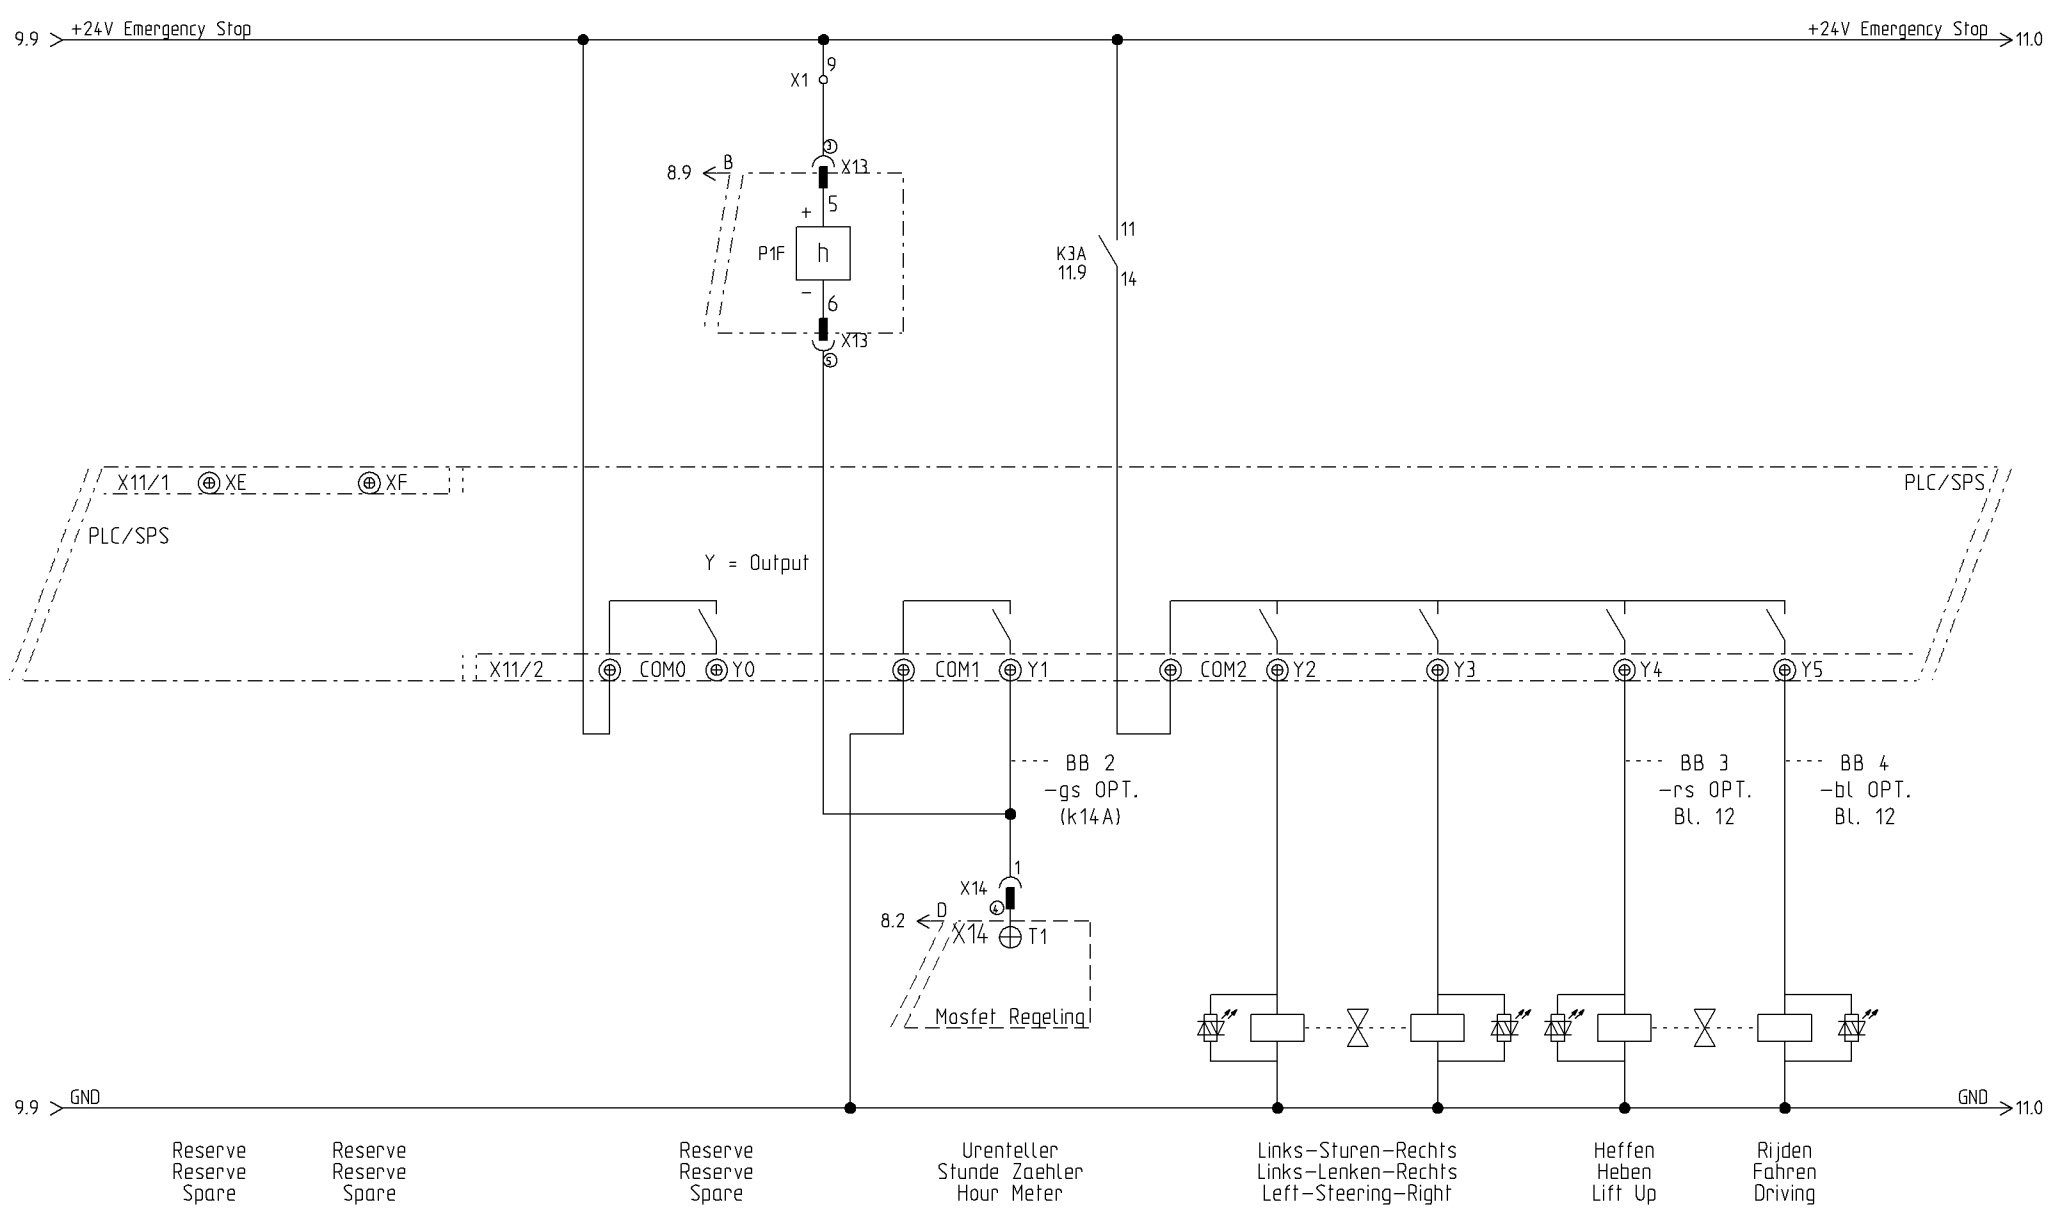 +24V Emergency Stop
+24V Emergency Stop
9.9
11.0
9
X1
3
X13
B
8.9
5
+
P1F
h
-
6
X13
5
11
K3A
11.9
14
X11/1
XE
XF
PLC/SPS
PLC/SPS
Y = Output
X11/2
COM0
Y0
COM1
Y1
COM2
Y2
Y3
Y4
Y5
BB 2
-gs OPT.
(k14A)
BB 3
-rs OPT.
Bl. 12
BB 4
-bl OPT.
Bl. 12
1
X14
4
D
8.2
X14
T1
Mosfet Regeling
GND
GND
9.9
11.0
Reserve
Reserve
Spare
Reserve
Reserve
Spare
Reserve
Reserve
Spare
Urenteller
Stunde Zaehler
Hour Meter
Links-Sturen-Rechts
Links-Lenken-Rechts
Left-Steering-Right
Heffen
Heben
Lift Up
Rijden
Fahren
Driving